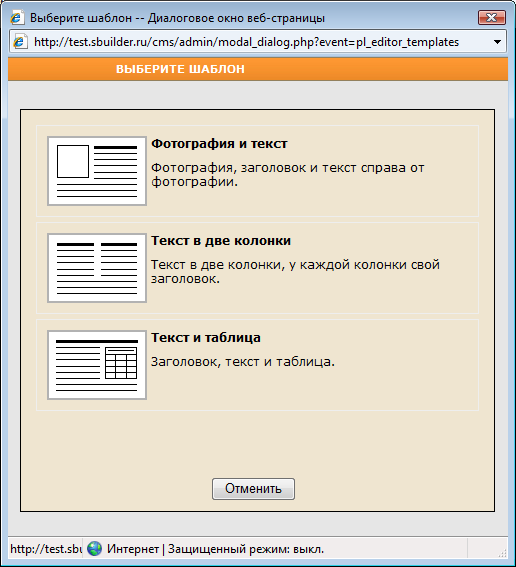 Выберите шаблон -- Диалоговое окно веб-страницы
http://test.sbuilder.ru/cms/admin/modal_dialog.php?event=pl_editor_templates
ВЫБЕРИТЕ ШАБЛОН
Фотография и текст
Фотография, заголовок и текст справа от
фотографии.
Текст в две колонки
Текст в две колонки, у каждой колонки свой
заголовок.
Текст и таблица
Заголовок, текст и таблица.
Отменить
http://test.sbu Интернет | Защищенный режим: выкл.